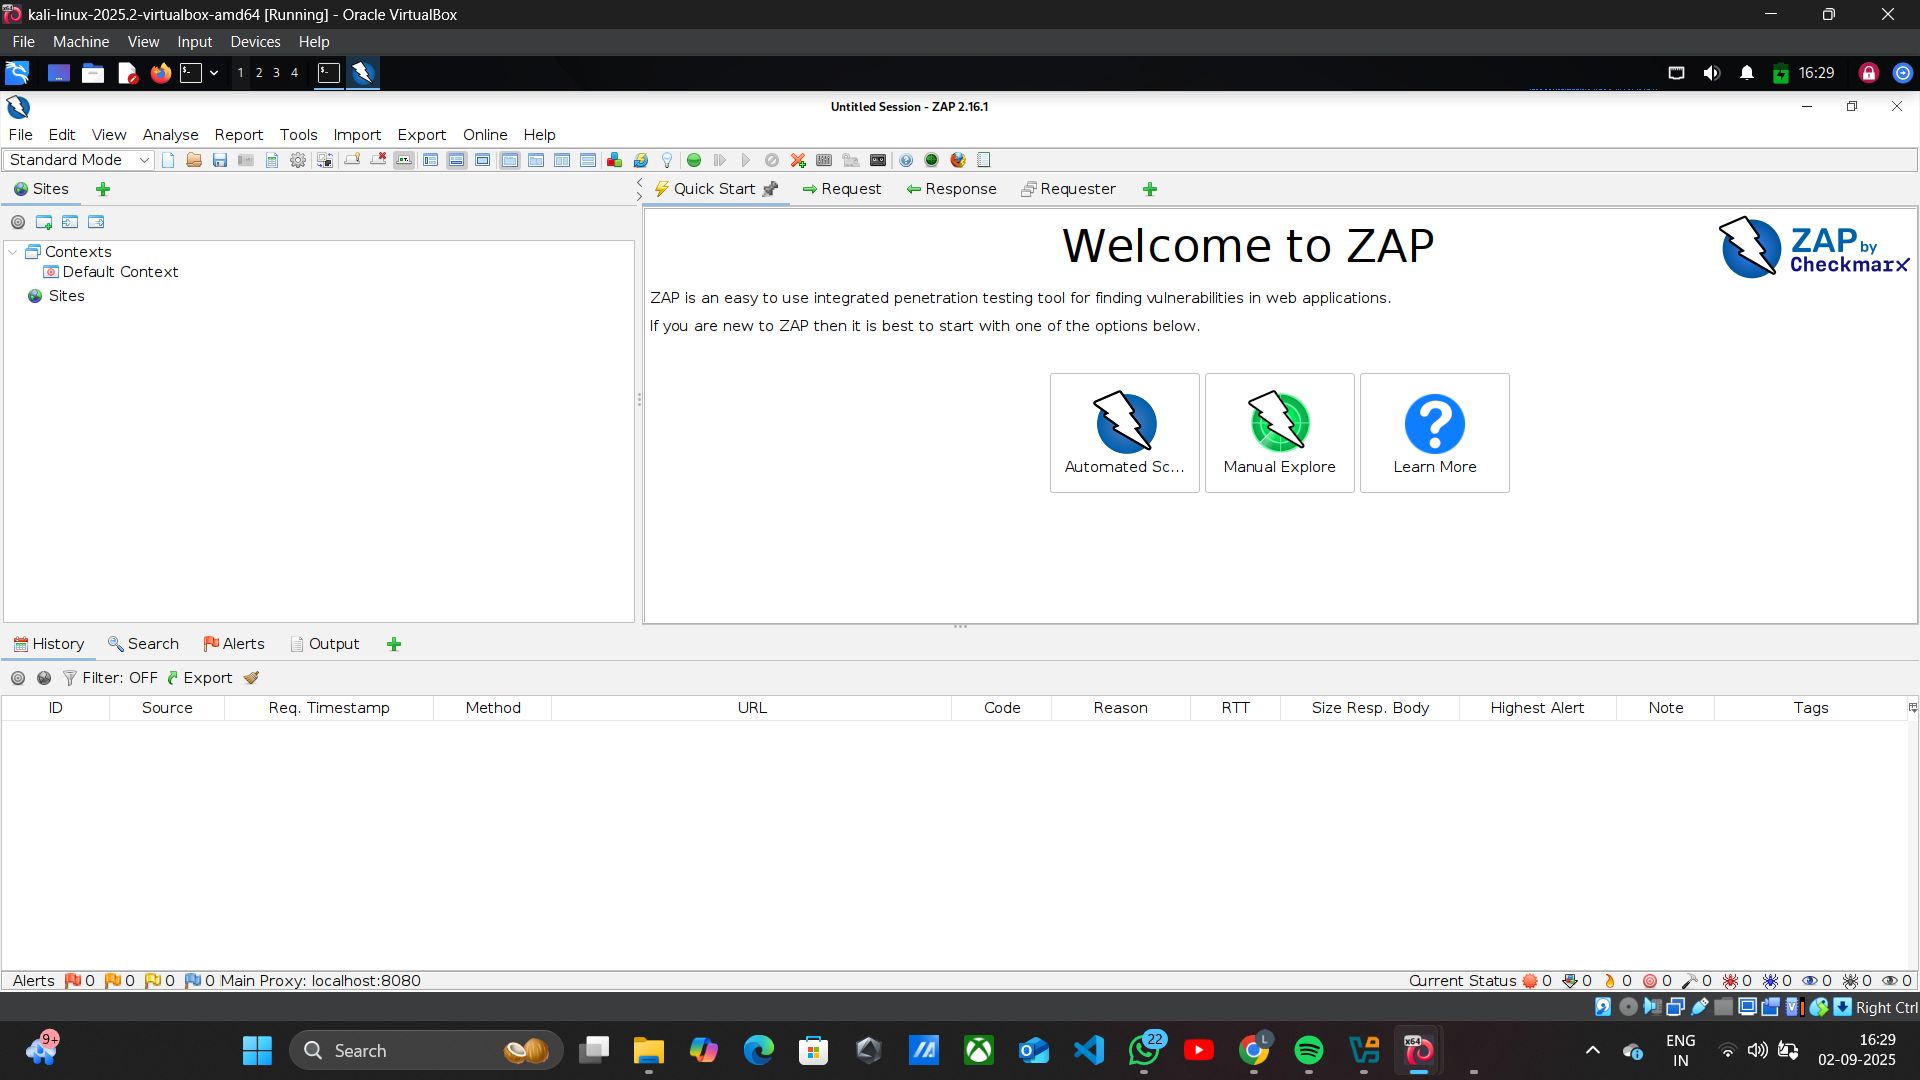 kali-linux-2025.2-virtualbox-amd64 [Running] - Oracle VirtualBox
File Machine View Input Devices Help
1 2 3 4
16:29
Untitled Session - ZAP 2.16.1
File Edit View Analyse Report Tools Import Export Online Help
Standard Mode
Sites
Quick Start Request Response Requester
Contexts
Default Context
Sites
Welcome to ZAP
ZAP by
Checkmarx
ZAP is an easy to use integrated penetration testing tool for finding vulnerabilities in web applications.
If you are new to ZAP then it is best to start with one of the options below.
Automated Sc... Manual Explore Learn More
History Search Alerts Output
Filter: OFF Export
ID Source Req. Timestamp Method URL Code Reason RTT Size Resp. Body Highest Alert Note Tags
Alerts 0 0 0 0 Main Proxy: localhost:8080 Current Status 0 0 0 0 0 0 0 0 0 0
Right Ctrl
9+
Search
22
L
x64
ENG
IN
16:29
02-09-2025